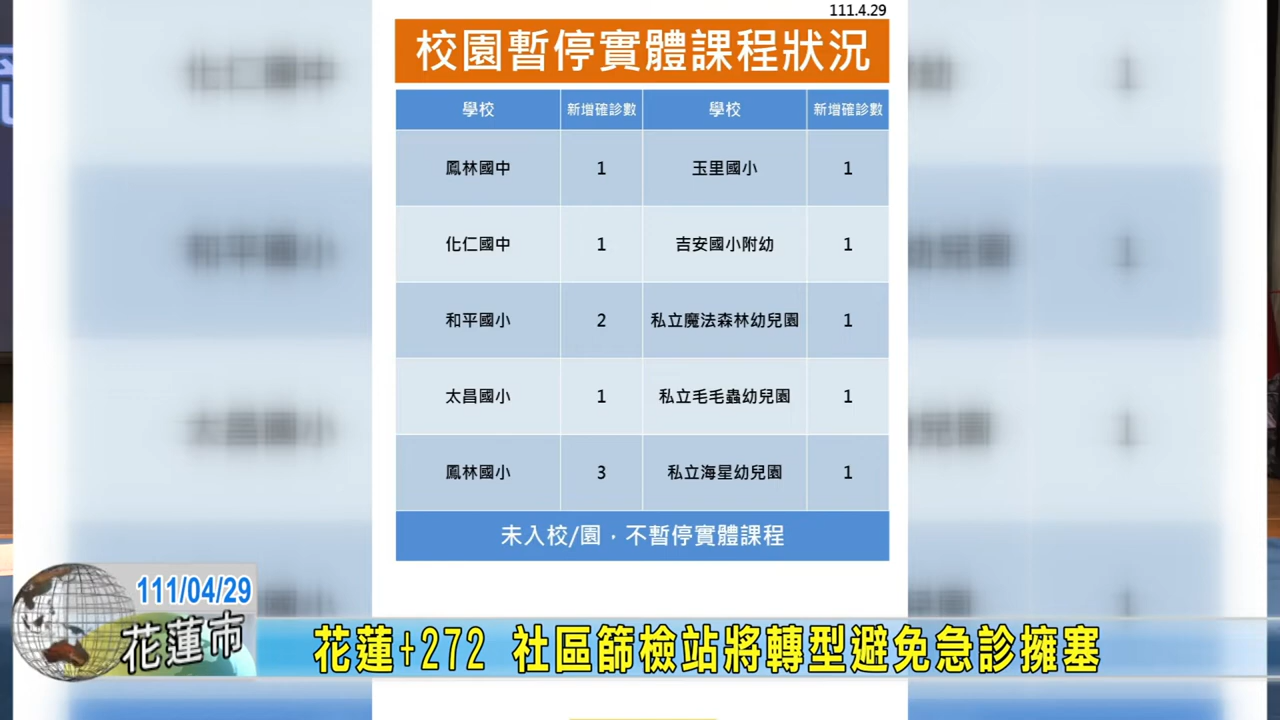 111.4.29
校園暫停實體課程狀況
學校 新增確診數 學校 新增確診數
鳳林國中 1 玉里國小 1
化仁國中 1 吉安國小附幼 1
和平國小 2 私立魔法森林幼兒園 1
太昌國小 1 私立毛毛蟲幼兒園 1
鳳林國小 3 私立海星幼兒園 1
未入校/園，不暫停實體課程
111/04/29
花蓮市
花蓮+272 社區篩檢站將轉型避免急診擁塞